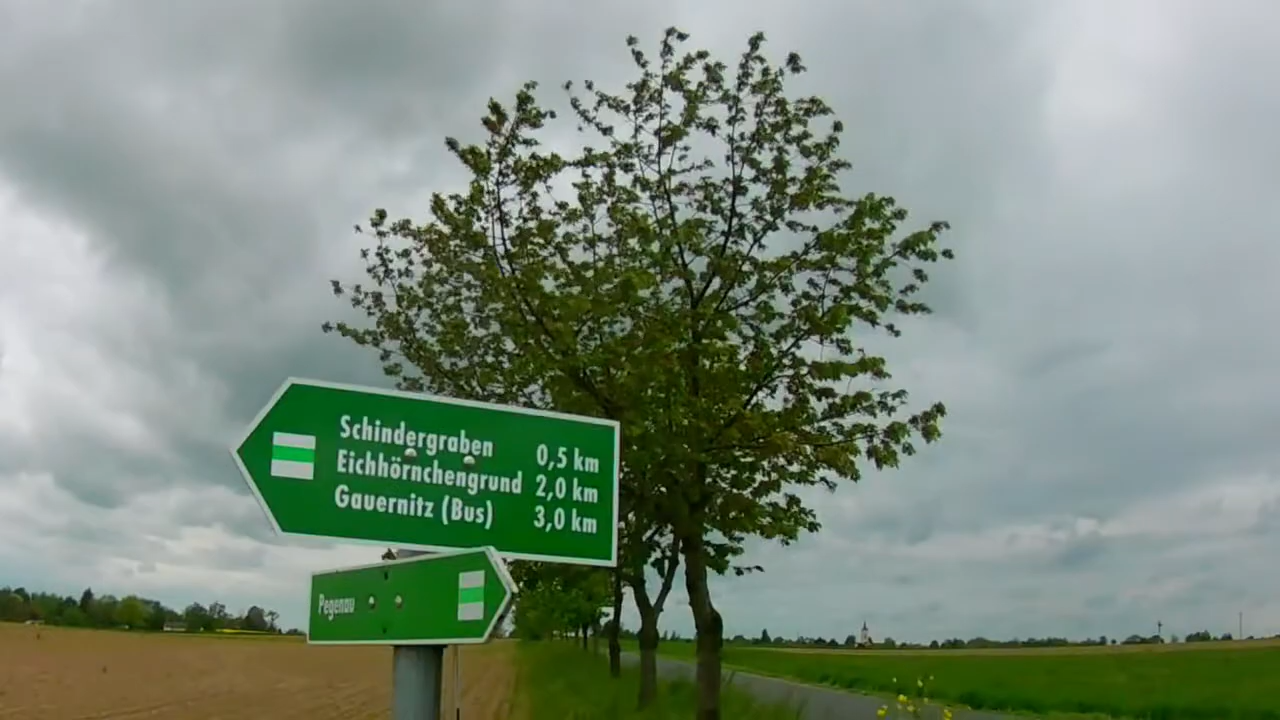 Schindergraben 0,5 km
Eichhörnchengrund 2,0 km
Gauernitz (Bus) 3,0 km
Pegenau